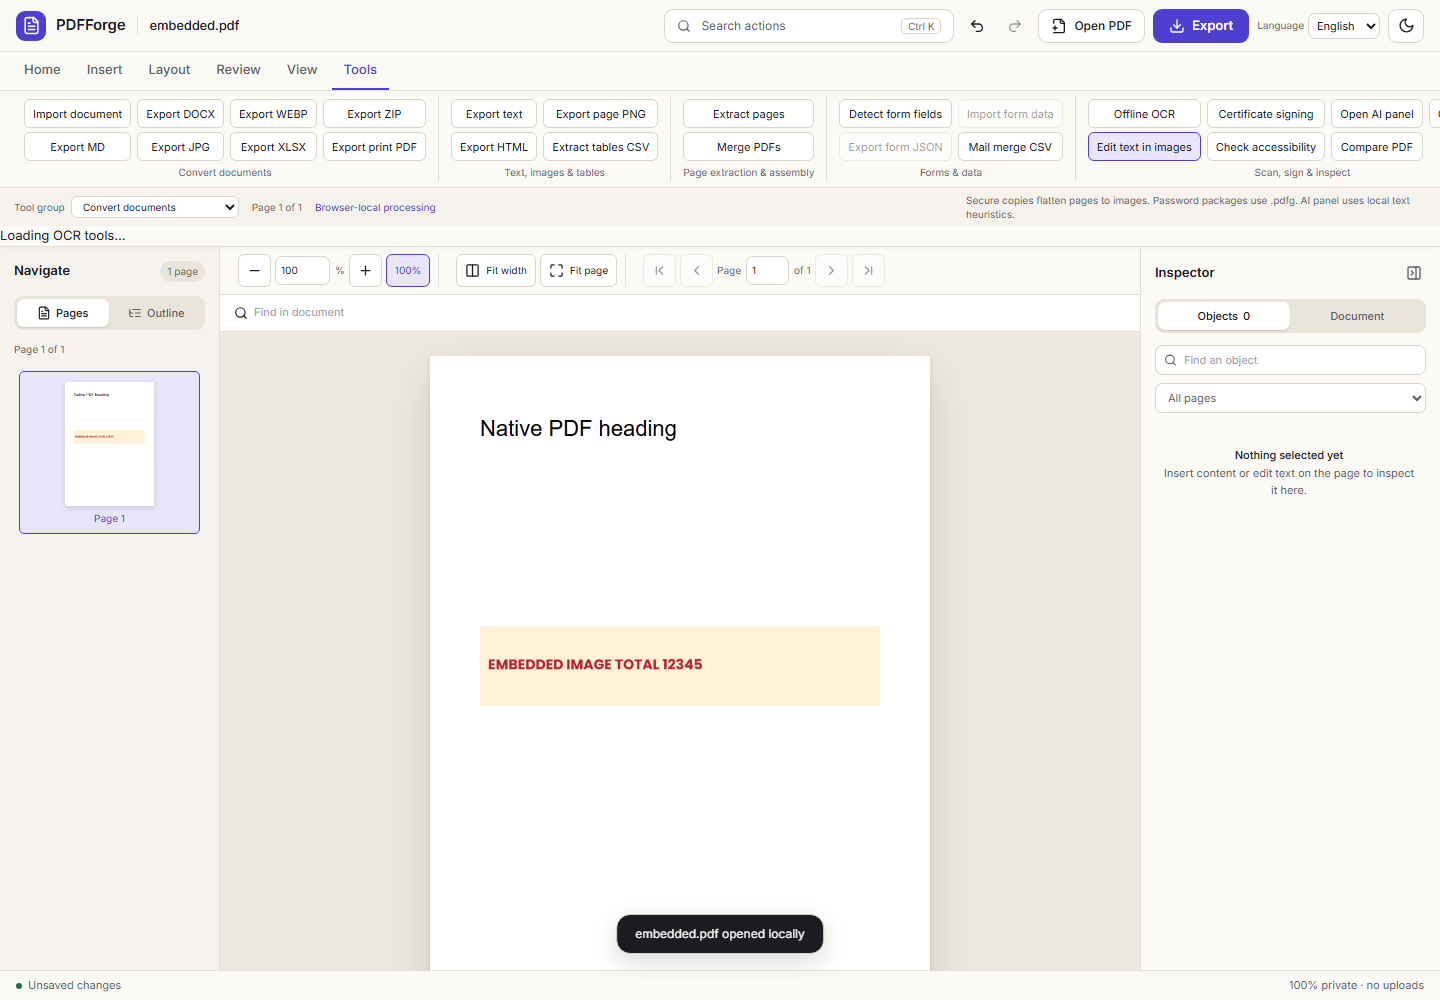 PDFForge
embedded.pdf
Search actions
Ctrl K
Open PDF
Export
Language
English
Home
Insert
Layout
Review
View
Tools
Import document
Export DOCX
Export WEBP
Export ZIP
Export MD
Export JPG
Export XLSX
Export print PDF
Convert documents
Export text
Export page PNG
Export HTML
Extract tables CSV
Text, images & tables
Extract pages
Merge PDFs
Page extraction & assembly
Detect form fields
Import form data
Export form JSON
Mail merge CSV
Forms & data
Offline OCR
Certificate signing
Open AI panel
Edit text in images
Check accessibility
Compare PDF
Scan, sign & inspect
Tool group
Convert documents
Page 1 of 1
Browser-local processing
Secure copies flatten pages to images. Password packages use .pdfg. AI panel uses local text
heuristics.
Loading OCR tools...
Navigate
1 page
Pages
Outline
Page 1 of 1
Native PDF heading
EMBEDDED IMAGE TOTAL 12345
Page 1
100
%
100%
Fit width
Fit page
Page
1
of 1
Find in document
Native PDF heading
EMBEDDED IMAGE TOTAL 12345
embedded.pdf opened locally
Inspector
Objects 0
Document
Find an object
All pages
Nothing selected yet
Insert content or edit text on the page to inspect
it here.
Unsaved changes
100% private · no uploads